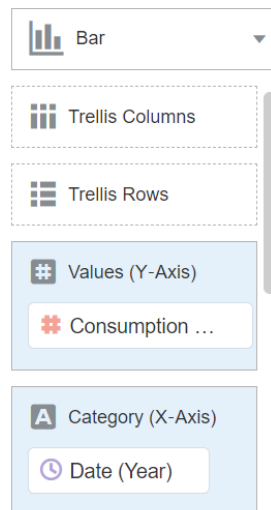 Bar
Trellis Columns
Trellis Rows
# Values (Y-Axis)
# Consumption ...
A Category (X-Axis)
Date (Year)